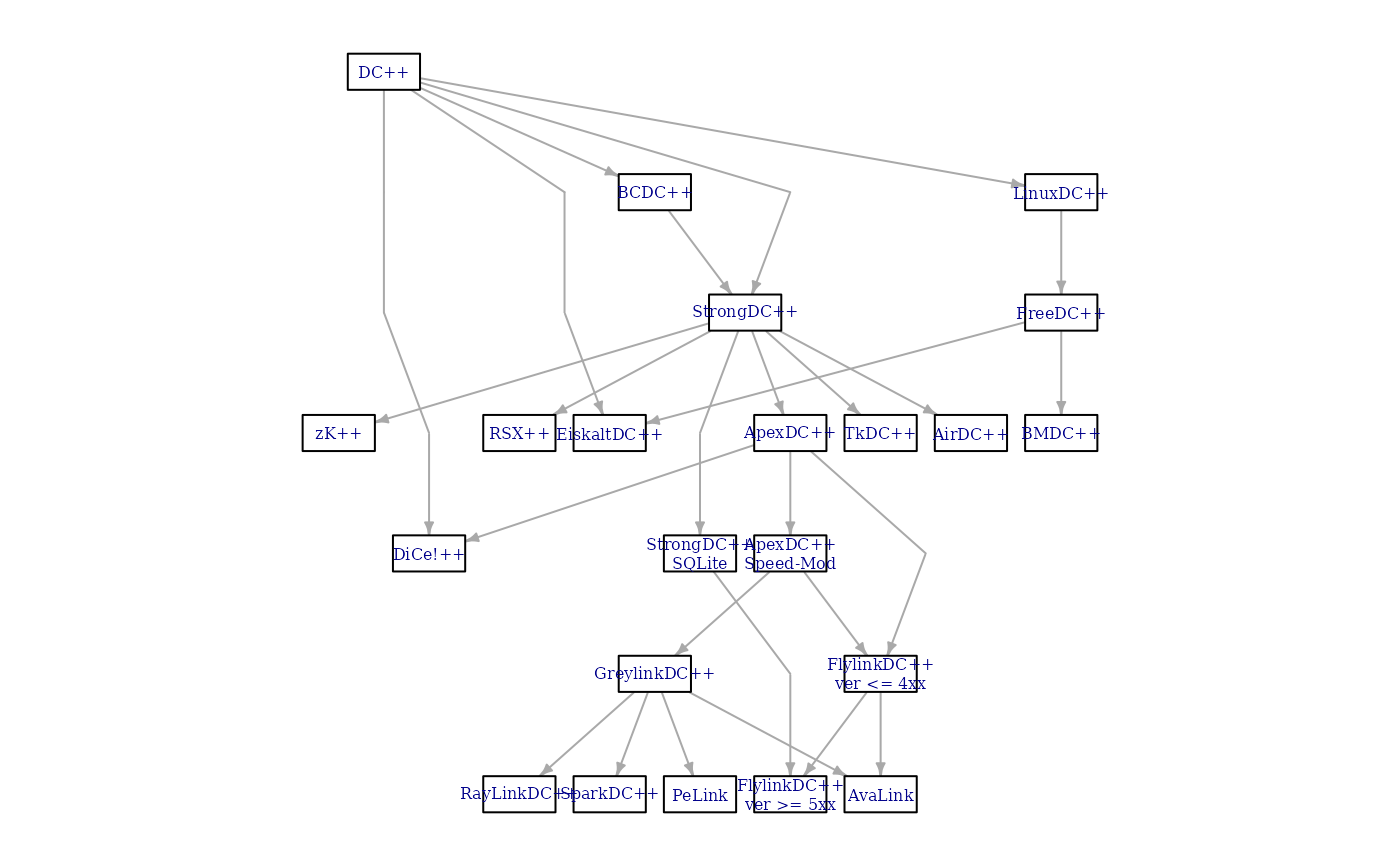 DC++
BCDC++
LinuxDC++
StrongDC++
FreeDC++
zK++
RSX++
EiskaltDC++
ApexDC++
TkDC++
AirDC++
BMDC++
DiCe!++
StrongDC++
SQLite
ApexDC++
Speed-Mod
GreylinkDC++
FlylinkDC++
ver <= 4xx
RayLinkDC++
SparkDC++
PeLink
FlylinkDC++
ver >= 5xx
AvaLink